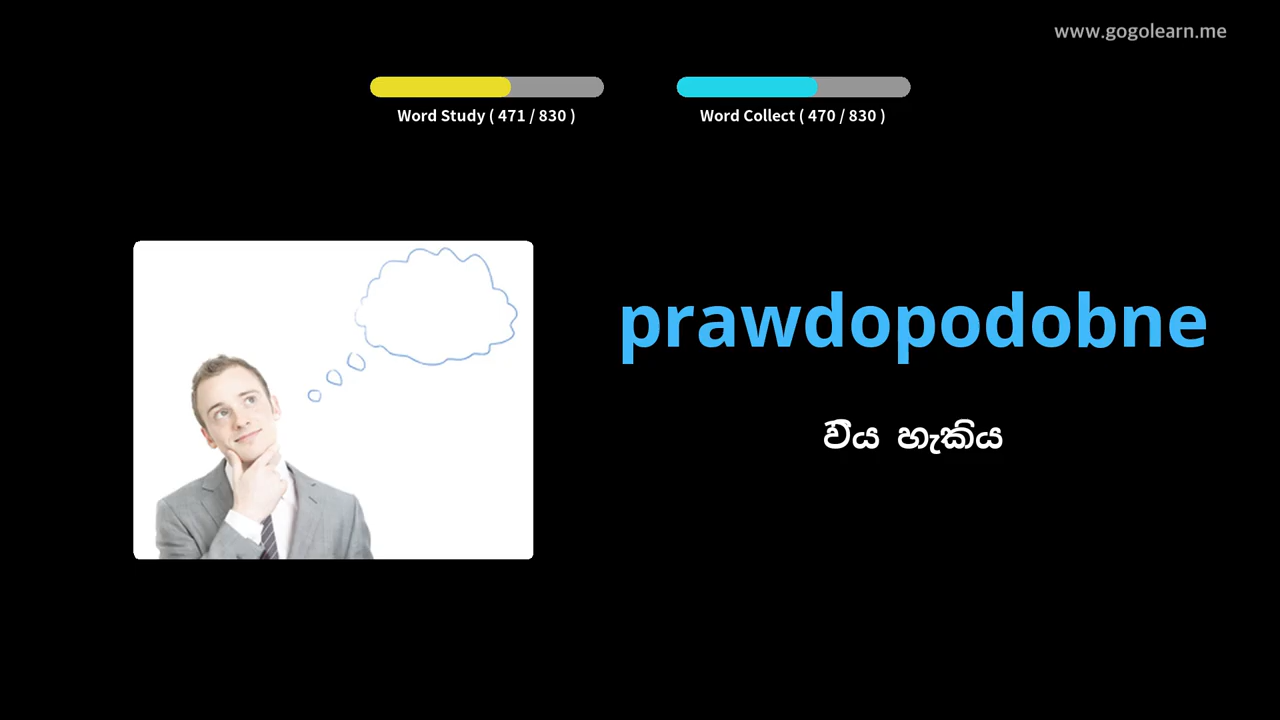 www.gogolearn.me
Word Study ( 471 / 830 )
Word Collect ( 470 / 830 )
prawdopodobne
විය හැකිය